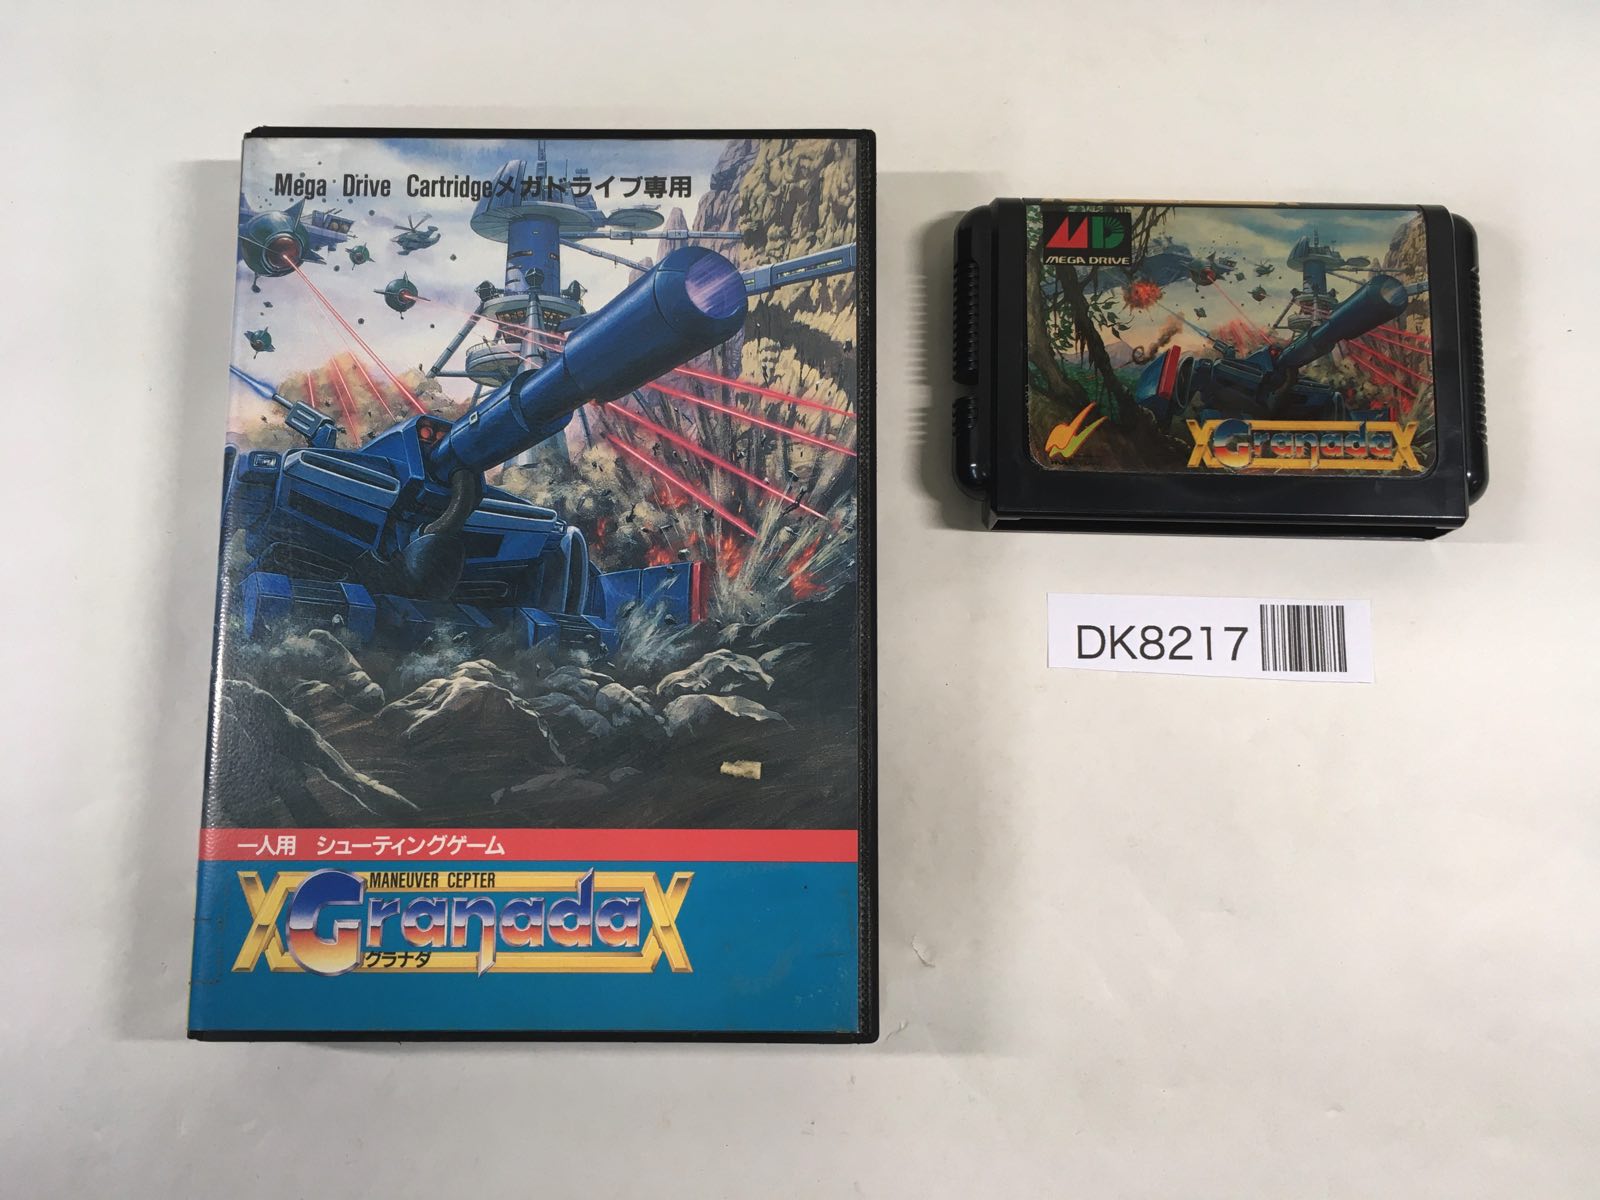 Mega Drive Cartridgeメガドライブ専用
一人用 シューティングゲーム
MANEUVER CEPTER
XGranadaX
グラナダ
MD
MEGA DRIVE
XGranadaX
DK8217